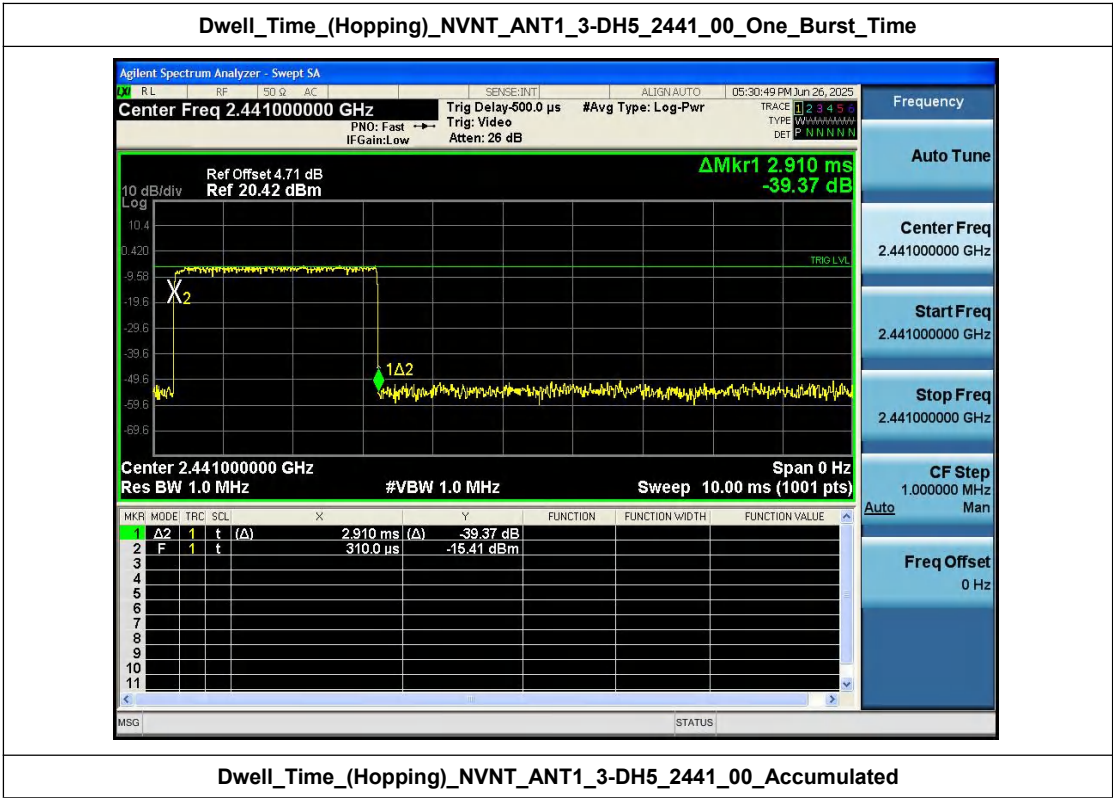 Dwell_Time_(Hopping)_NVNT_ANT1_3-DH5_2441_00_One_Burst_Time
Agilent Spectrum Analyzer - Swept SA
LXI RL RF 50 Ω AC SENSE:INT ALIGN AUTO 05:30:49 PM Jun 26, 2025
Center Freq 2.441000000 GHz
PNO: Fast
IFGain:Low
Trig Delay-500.0 µs
Trig: Video
Atten: 26 dB
#Avg Type: Log-Pwr
TRACE 1 2 3 4 5 6
TYPE WWWWWW
DET P N N N N N
ΔMkr1 2.910 ms
-39.37 dB
Ref Offset 4.71 dB
10 dB/div Ref 20.42 dBm
Log
10.4
0.420
TRIG LVL
-9.58
2
-19.6
-29.6
-39.6
1Δ2
-49.6
-59.6
-69.6
Center 2.441000000 GHz Span 0 Hz
Res BW 1.0 MHz #VBW 1.0 MHz Sweep 10.00 ms (1001 pts)
MKR MODE TRC SCL X Y FUNCTION FUNCTION WIDTH FUNCTION VALUE
1 Δ2 1 t (Δ) 2.910 ms (Δ) -39.37 dB
2 F 1 t 310.0 µs -15.41 dBm
3
4
5
6
7
8
9
10
11
MSG STATUS
Frequency
Auto Tune
Center Freq
2.441000000 GHz
Start Freq
2.441000000 GHz
Stop Freq
2.441000000 GHz
CF Step
1.000000 MHz
Auto Man
Freq Offset
0 Hz
Dwell_Time_(Hopping)_NVNT_ANT1_3-DH5_2441_00_Accumulated